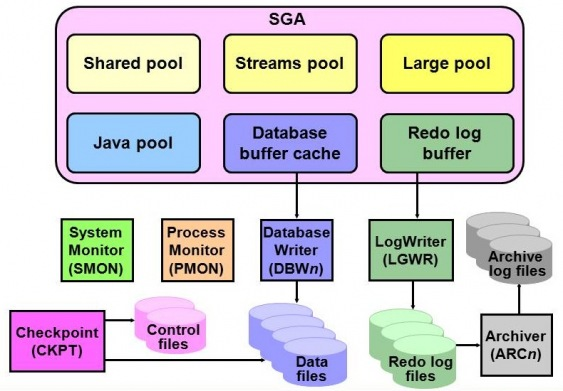 SGA
Shared pool
Streams pool
Large pool
Java pool
Database
buffer cache
Redo log
buffer
System
Monitor
(SMON)
Process
Monitor
(PMON)
Database
Writer
(DBWn)
LogWriter
(LGWR)
Archive
log files
Checkpoint
(CKPT)
Control
files
Data
files
Redo log
files
Archiver
(ARCn)